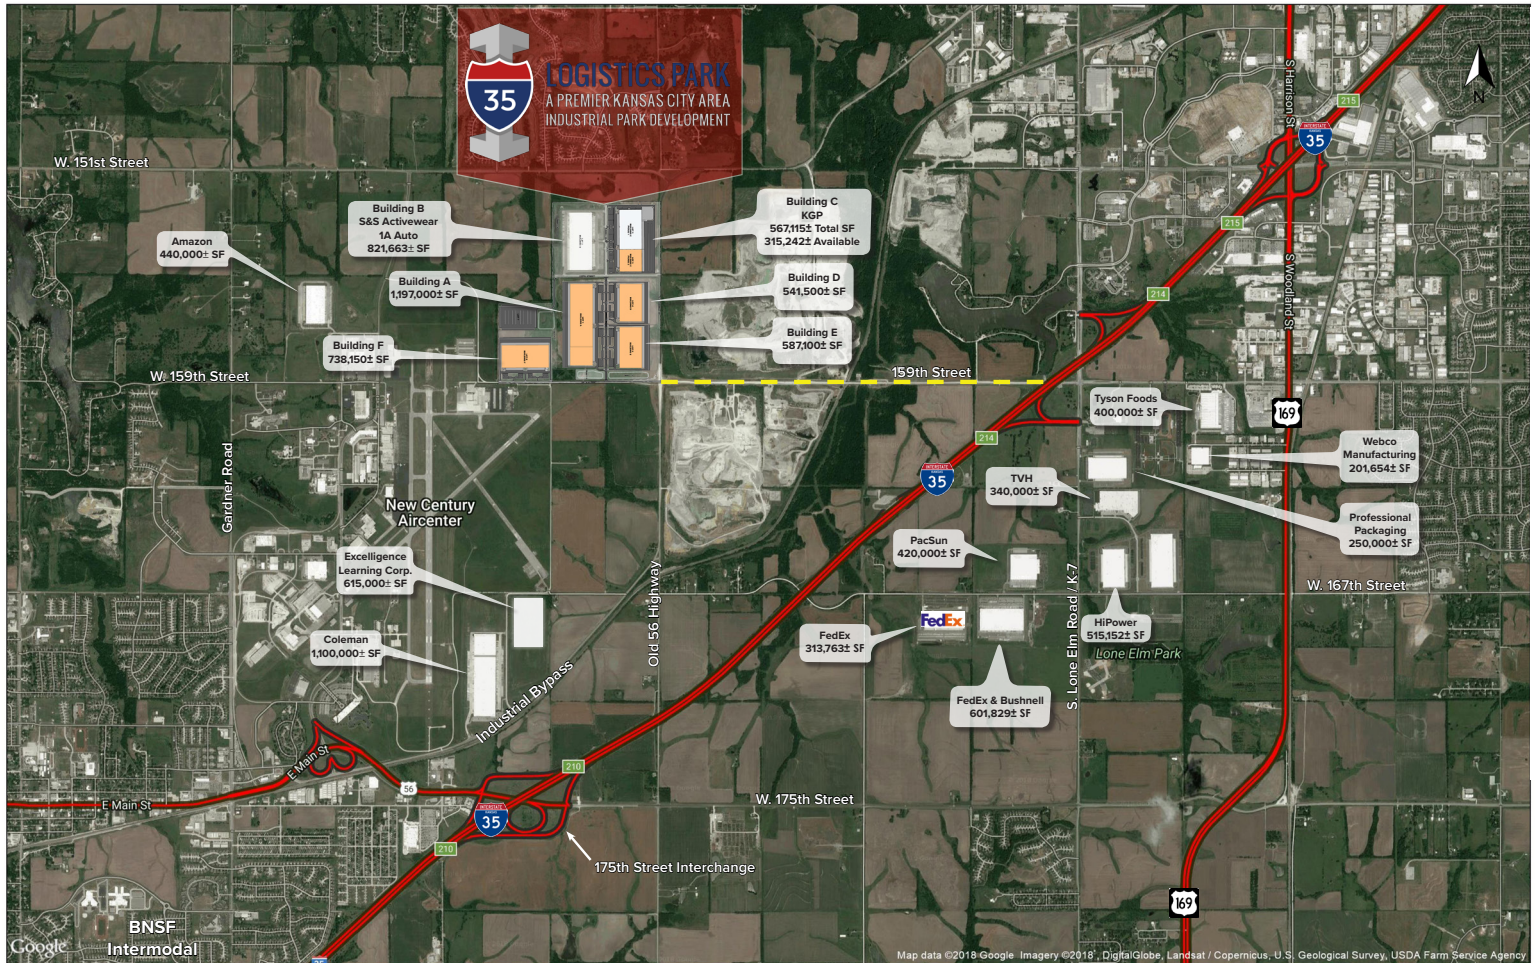 35
LOGISTICS PARK
A PREMIER KANSAS CITY AREA
INDUSTRIAL PARK DEVELOPMENT
N
S Harrison St
215
INTERSTATE
35
W. 151st Street
Building B
S&S Activewear
1A Auto
821,663± SF
Building C
KGP
567,115± Total SF
315,242± Available
215
Amazon
440,000± SF
Building A
1,197,000± SF
Building D
541,500± SF
S Woodland St
214
Building F
738,150± SF
Building E
587,100± SF
W. 159th Street
159th Street
Tyson Foods
400,000± SF
169
214
Webco
Manufacturing
201,654± SF
Gardner Road
INTERSTATE
35
TVH
340,000± SF
New Century
Aircenter
Professional
Packaging
250,000± SF
PacSun
420,000± SF
Excelligence
Learning Corp.
615,000± SF
Old 56 Highway
S. Lone Elm Road / K-7
W. 167th Street
FedEx
FedEx
313,763± SF
HiPower
515,152± SF
Lone Elm Park
Coleman
1,100,000± SF
Industrial Bypass
FedEx & Bushnell
601,829± SF
E Main St
210
56
E Main St
W. 175th Street
INTERSTATE
35
210
175th Street Interchange
169
BNSF
Intermodal
Google
Map data ©2018 Google Imagery ©2018 , DigitalGlobe, Landsat / Copernicus, U.S. Geological Survey, USDA Farm Service Agency